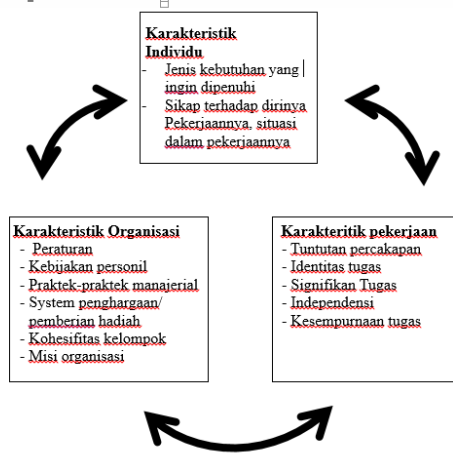 Karakteristik
Individu
- Jenis kebutuhan yang
ingin dipenuhi
- Sikap terhadap dirinya
Pekerjaannya, situasi
dalam pekerjaannya
Karakteristik Organisasi
- Peraturan
- Kebijakan personil
- Praktek-praktek manajerial
- System penghargaan/
pemberian hadiah
- Kohesifitas kelompok
- Misi organisasi
Karakteritik pekerjaan
- Tuntutan percakapan
- Identitas tugas
- Signifikan Tugas
- Independensi
- Kesempurnaan tugas